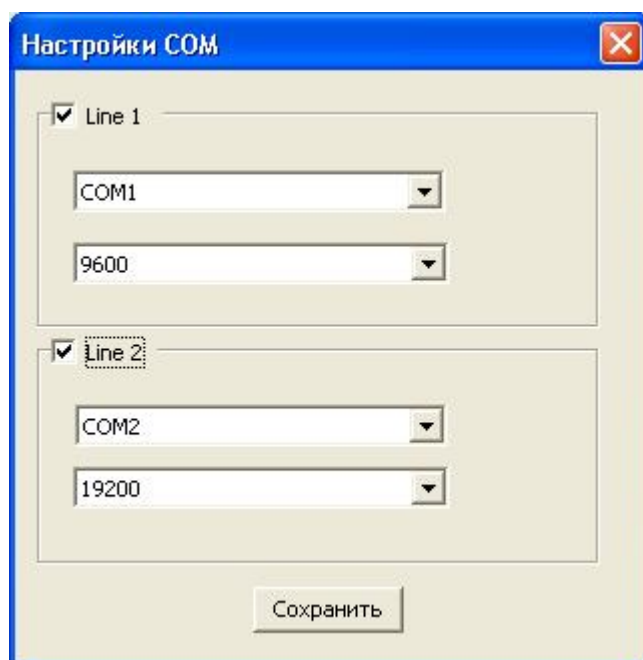 Настройки COM
Line 1
COM1
9600
Line 2
COM2
19200
Сохранить